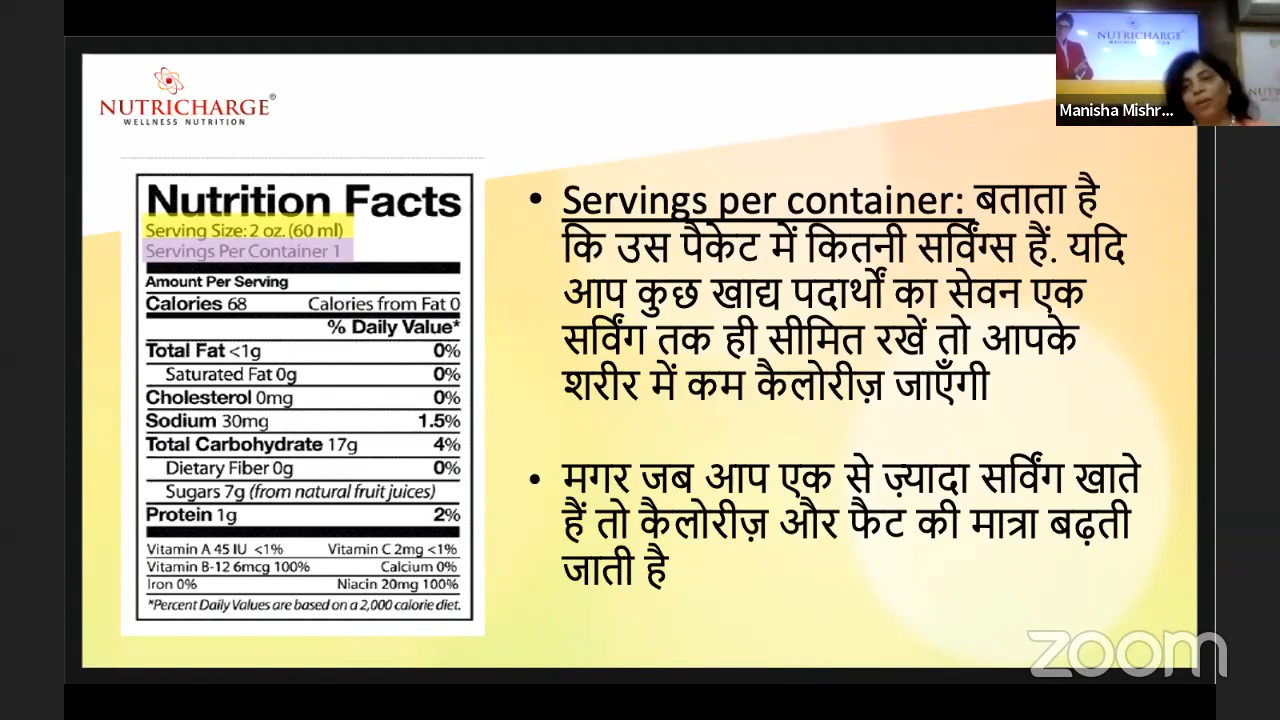 NUTRICHARGE®
WELLNESS NUTRITION
Nutrition Facts
Serving Size: 2 oz. (60 ml)
Servings Per Container 1
Amount Per Serving
Calories 68 Calories from Fat 0
% Daily Value*
Total Fat <1g 0%
Saturated Fat 0g 0%
Cholesterol 0mg 0%
Sodium 30mg 1.5%
Total Carbohydrate 17g 4%
Dietary Fiber 0g 0%
Sugars 7g (from natural fruit juices)
Protein 1g 2%
Vitamin A 45 IU <1% Vitamin C 2mg <1%
Vitamin B-12 6mcg 100% Calcium 0%
Iron 0% Niacin 20mg 100%
*Percent Daily Values are based on a 2,000 calorie diet.
• Servings per container: बताता है
कि उस पैकेट में कितनी सर्विंग्स हैं. यदि
आप कुछ खाद्य पदार्थों का सेवन एक
सर्विंग तक ही सीमित रखें तो आपके
शरीर में कम कैलोरीज़ जाएँगी
• मगर जब आप एक से ज़्यादा सर्विंग खाते
हैं तो कैलोरीज़ और फैट की मात्रा बढ़ती
जाती है
NUTRICHARGE
WELLNESS NUTRITION
Manisha Mishr...
zoom